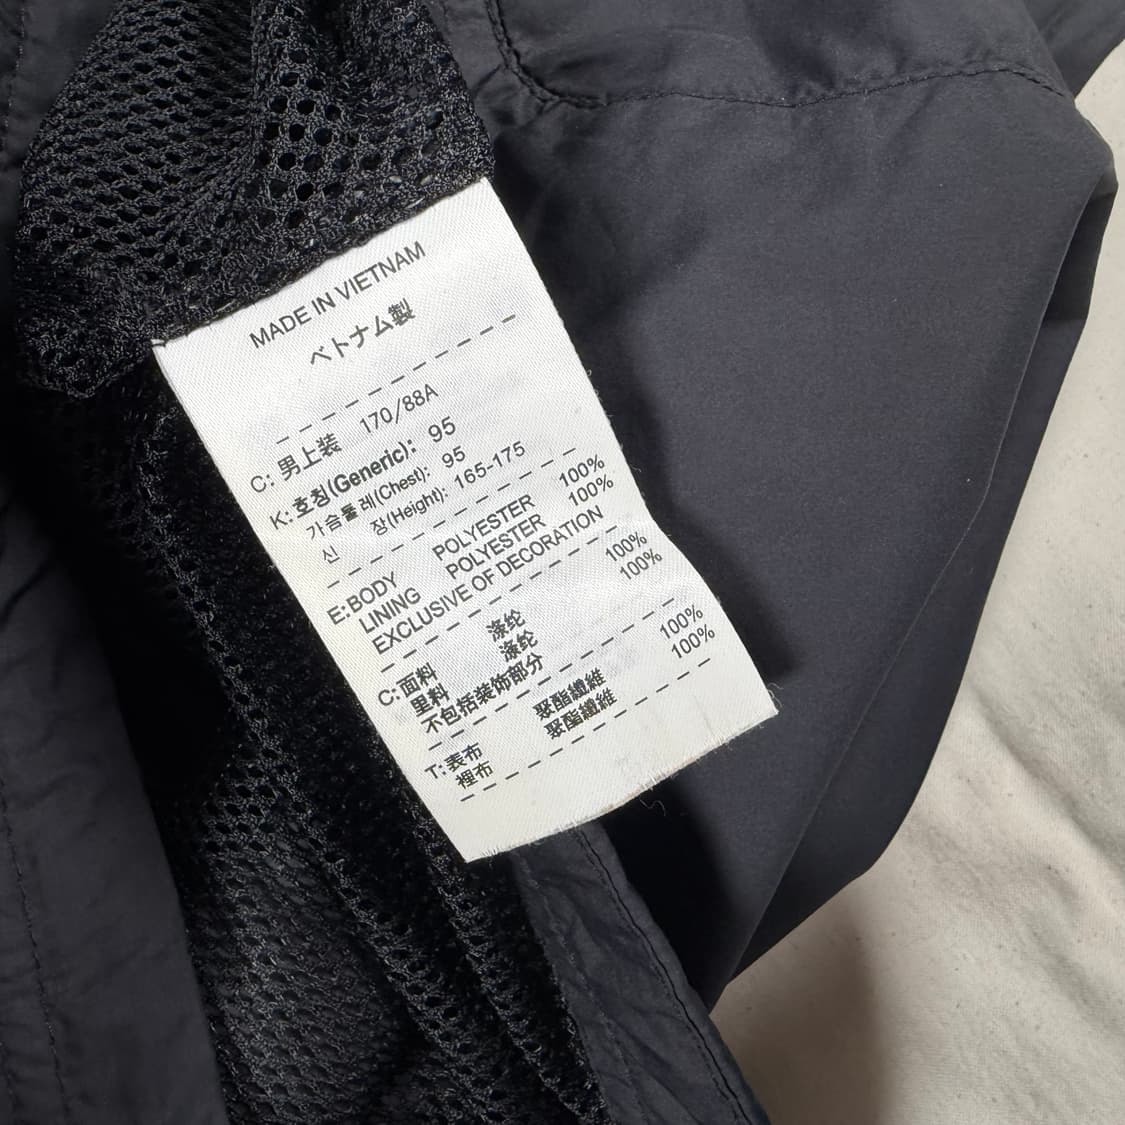 MADE IN VIETNAM
ベトナム製
C: 男上装 170/88A
K: 호칭(Generic): 95
가슴둘레(Chest): 95
신 장(Height): 165-175
E: BODY POLYESTER 100%
LINING POLYESTER 100%
EXCLUSIVE OF DECORATION
C: 面料 涤纶 100%
里料 涤纶 100%
不包括装饰部分
T: 表布 聚酯纖維 100%
裡布 聚酯纖維 100%